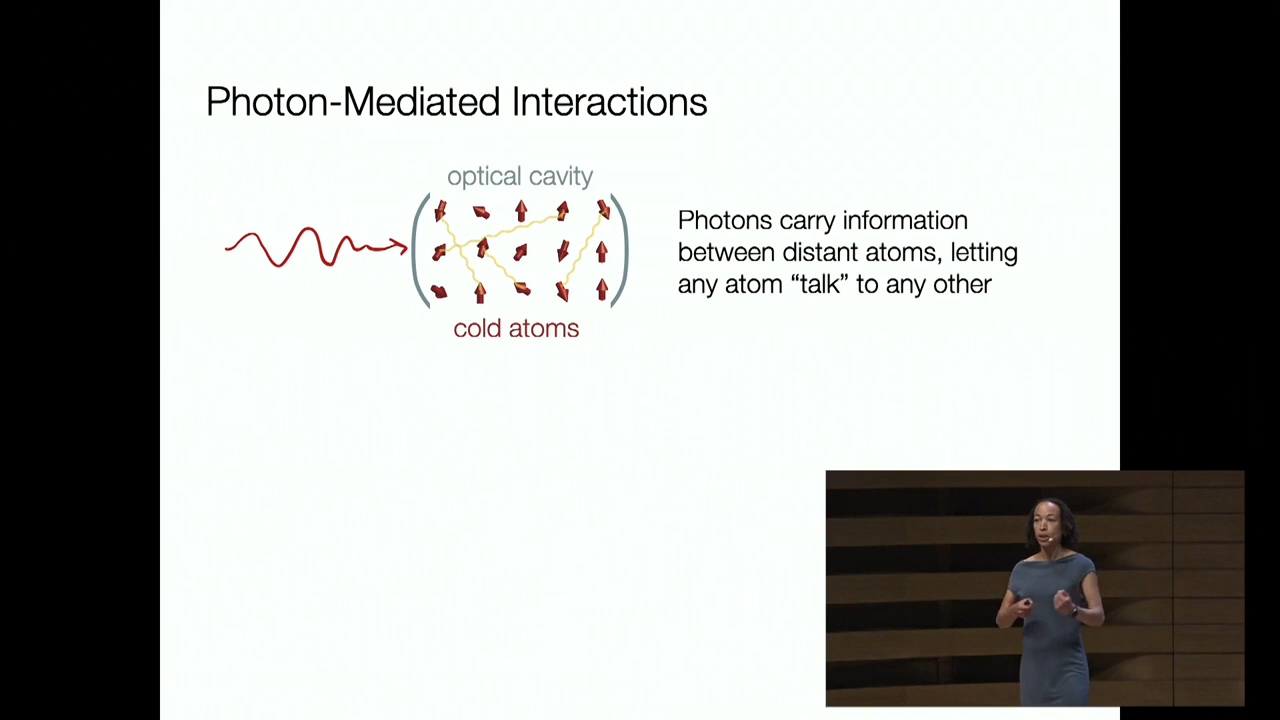 Photon-Mediated Interactions
optical cavity
cold atoms
Photons carry information
between distant atoms, letting
any atom “talk” to any other